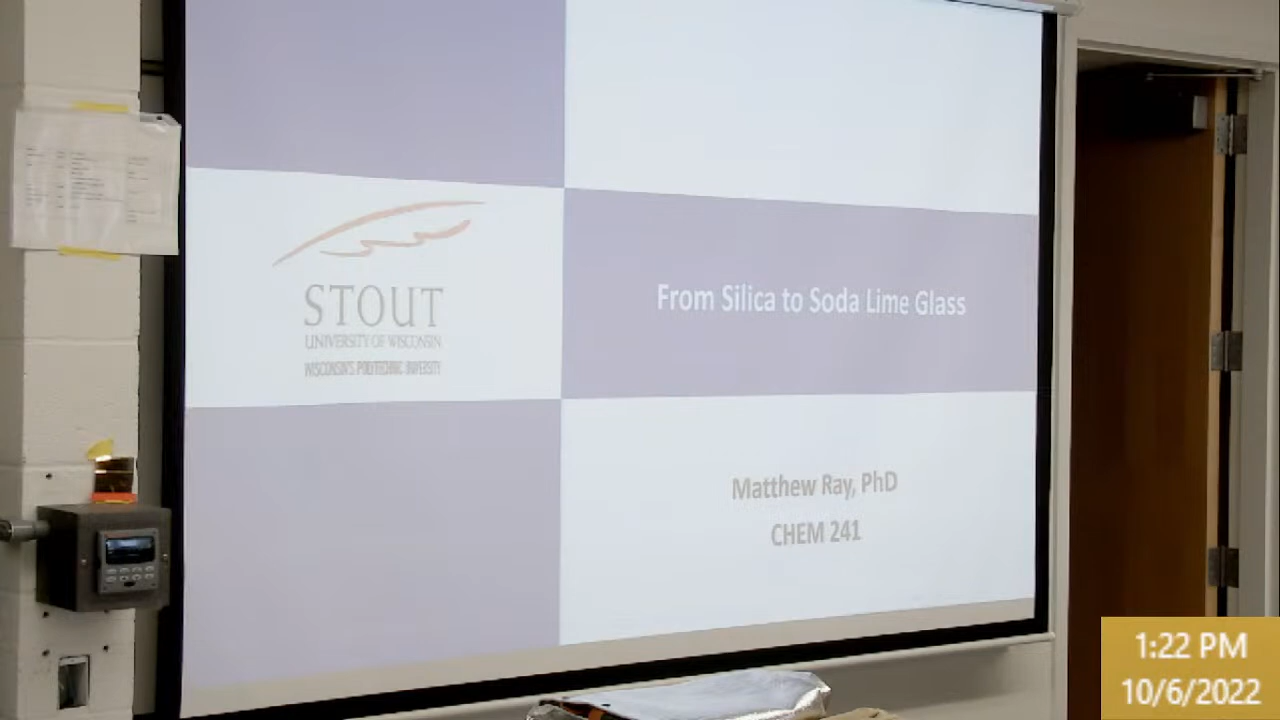 STOUT
UNIVERSITY OF WISCONSIN
WISCONSIN'S POLYTECHNIC UNIVERSITY
From Silica to Soda Lime Glass
Matthew Ray, PhD
CHEM 241
1:22 PM
10/6/2022